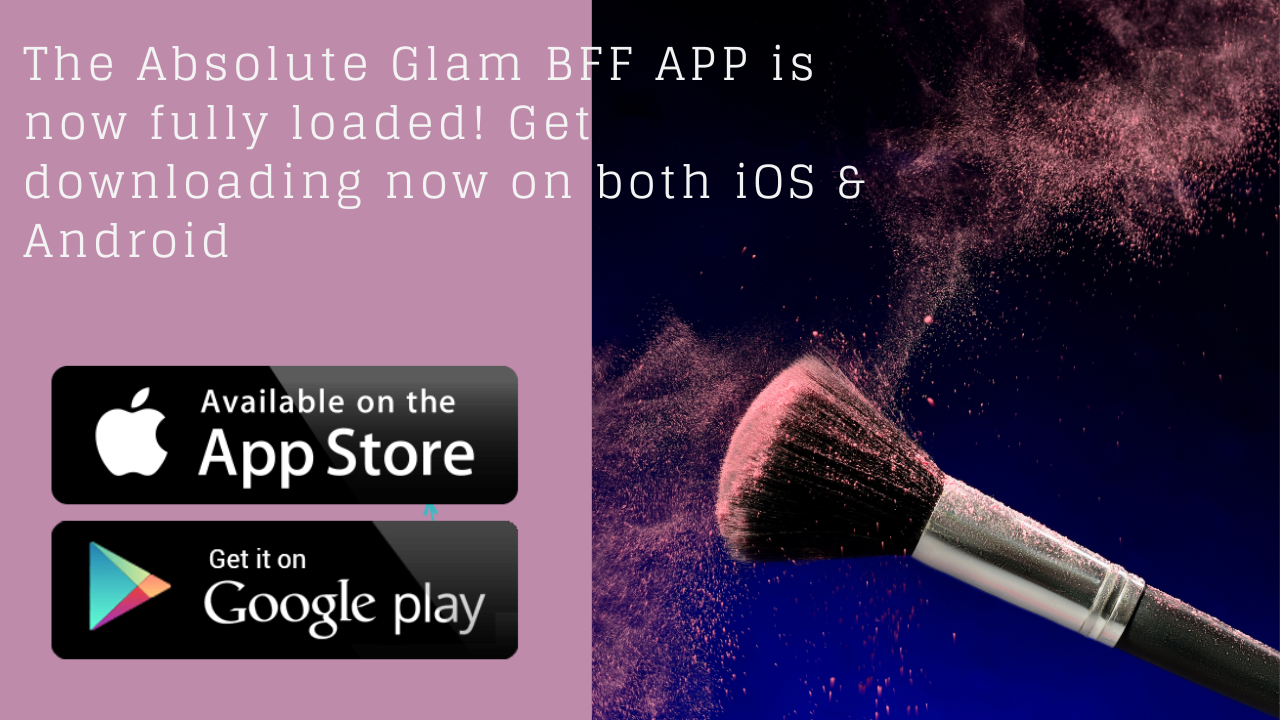 The Absolute Glam BFF APP is
now fully loaded! Get
downloading now on both iOS &
Android
Available on the
App Store
Get it on
Google play